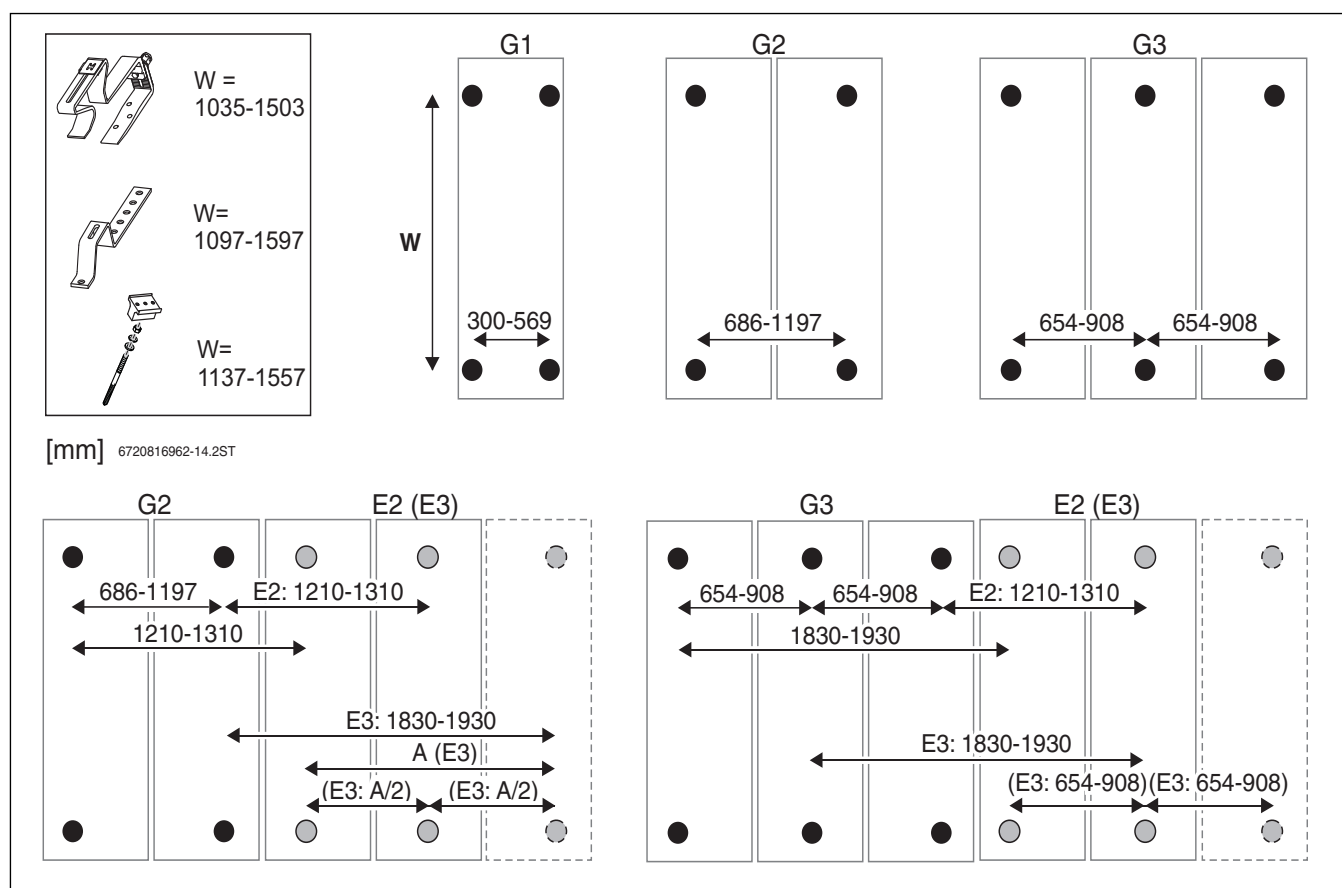 W =
1035-1503
W=
1097-1597
W=
1137-1557
G1
W
300-569
G2
686-1197
G3
654-908 654-908
[mm] 6720816962-14.2ST
G2 E2 (E3)
686-1197 E2: 1210-1310
1210-1310
E3: 1830-1930
A (E3)
(E3: A/2) (E3: A/2)
G3 E2 (E3)
654-908 654-908 E2: 1210-1310
1830-1930
E3: 1830-1930
(E3: 654-908) (E3: 654-908)